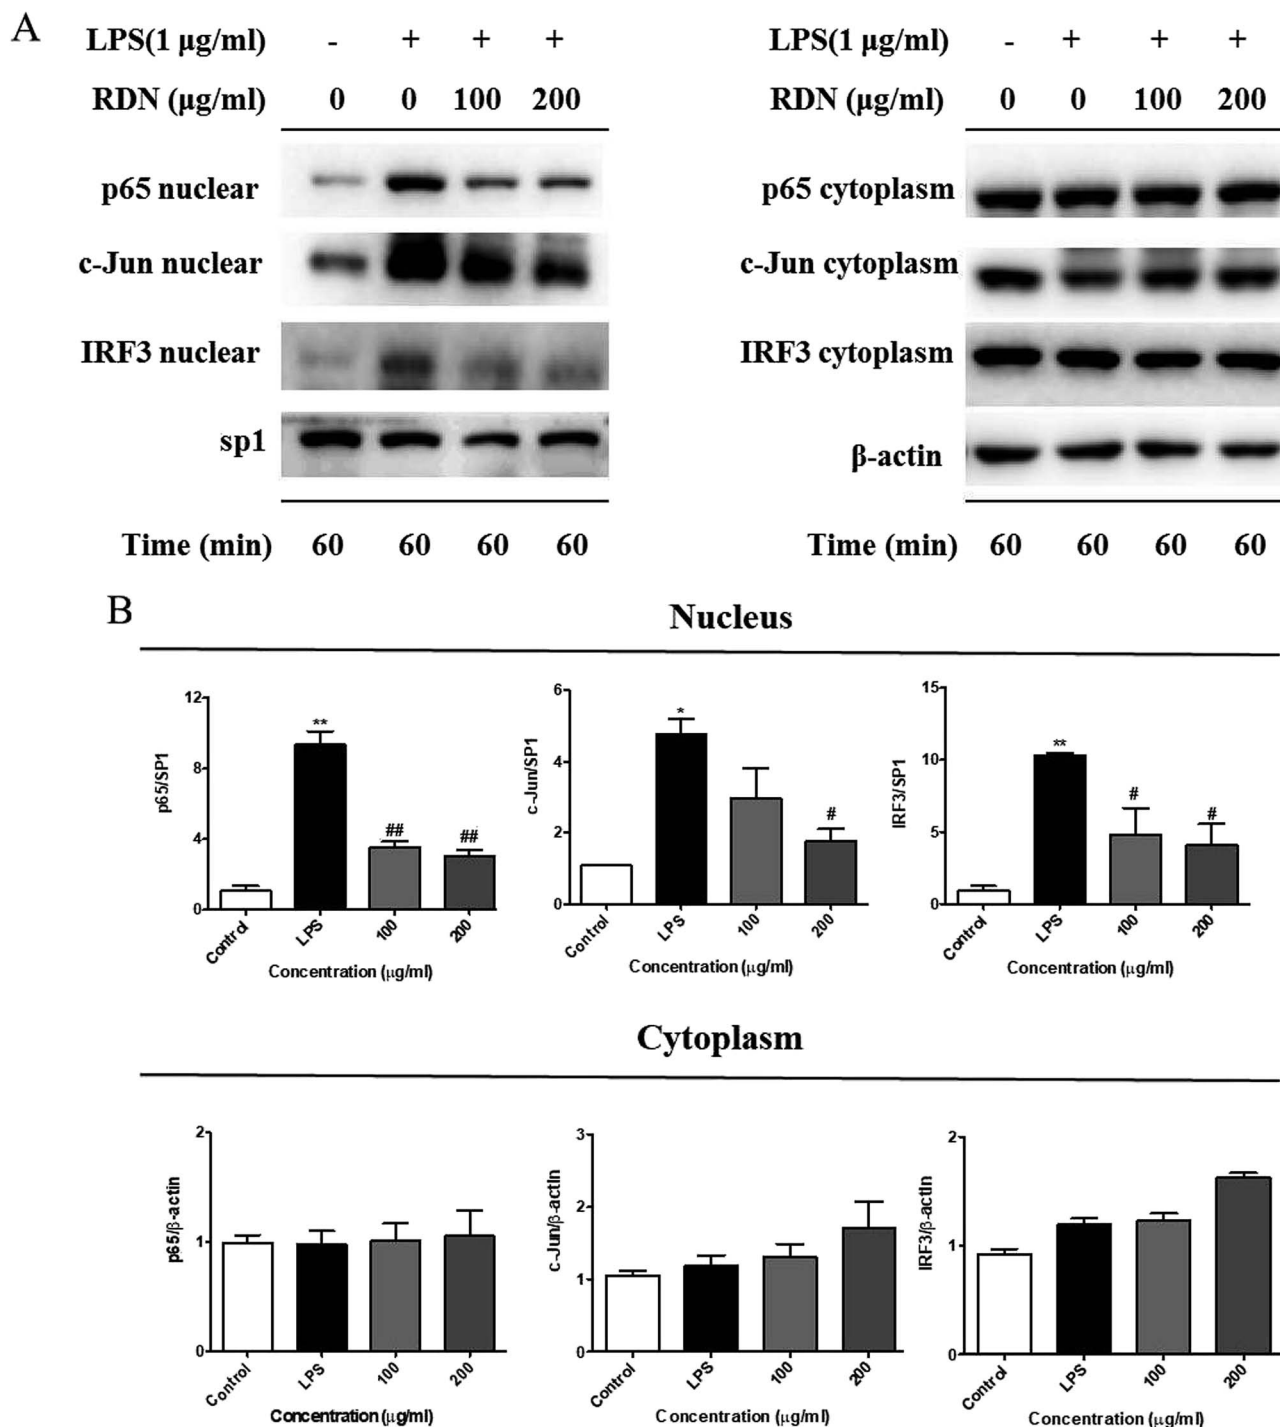 A
LPS(1 μg/ml) - + + +
RDN (μg/ml) 0 0 100 200
p65 nuclear
c-Jun nuclear
IRF3 nuclear
sp1
Time (min) 60 60 60 60
LPS(1 μg/ml) - + + +
RDN (μg/ml) 0 0 100 200
p65 cytoplasm
c-Jun cytoplasm
IRF3 cytoplasm
β-actin
Time (min) 60 60 60 60
B
Nucleus
p65/SP1
12
8
4
0
**
##
##
Control LPS 100 200
Concentration (μg/ml)
c-Jun/SP1
6
4
2
0
*
#
Control LPS 100 200
Concentration (μg/ml)
IRF3/SP1
15
10
5
0
**
#
#
Control LPS 100 200
Concentration (μg/ml)
Cytoplasm
p65/β-actin
2
1
0
Control LPS 100 200
Concentration (μg/ml)
c-Jun/β-actin
3
2
1
0
Control LPS 100 200
Concentration (μg/ml)
IRF3/β-actin
2
1
0
Control LPS 100 200
Concentration (μg/ml)